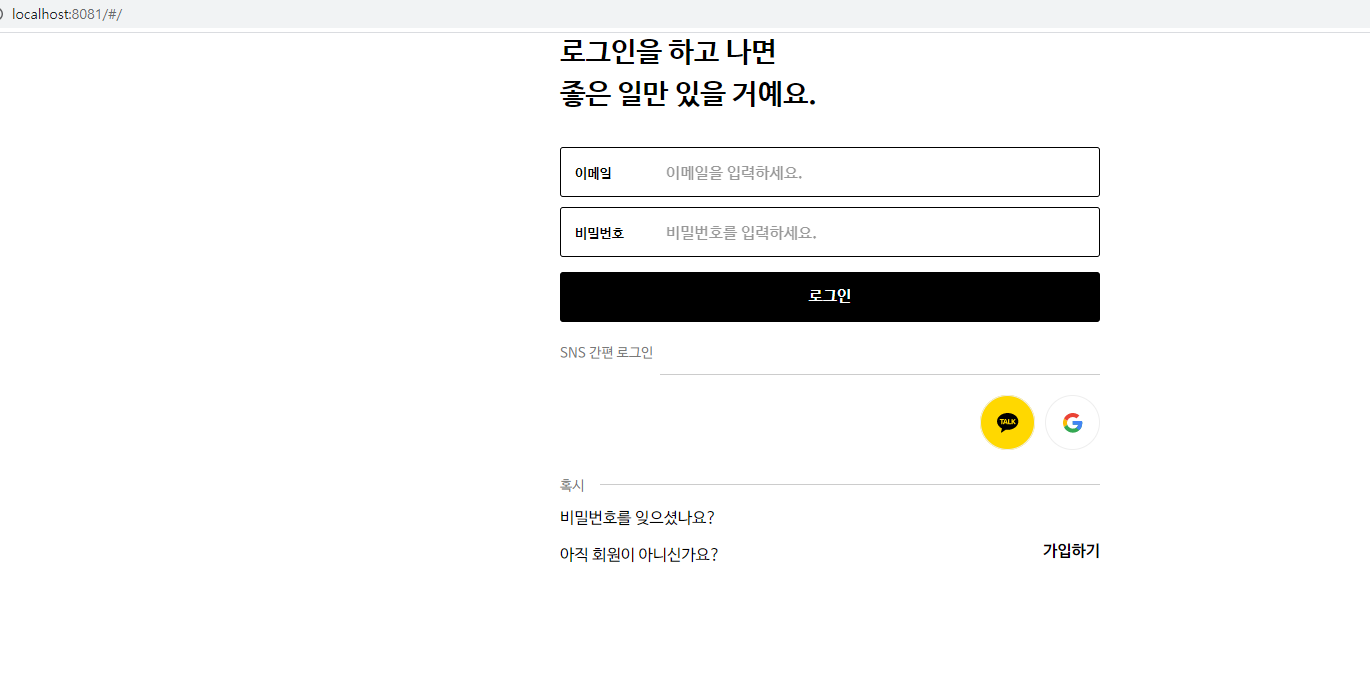 localhost:8081/#/
로그인을 하고 나면
좋은 일만 있을 거예요.
이메일 이메일을 입력하세요.
비밀번호 비밀번호를 입력하세요.
로그인
SNS 간편 로그인
TALK G
혹시
비밀번호를 잊으셨나요?
아직 회원이 아니신가요? 가입하기